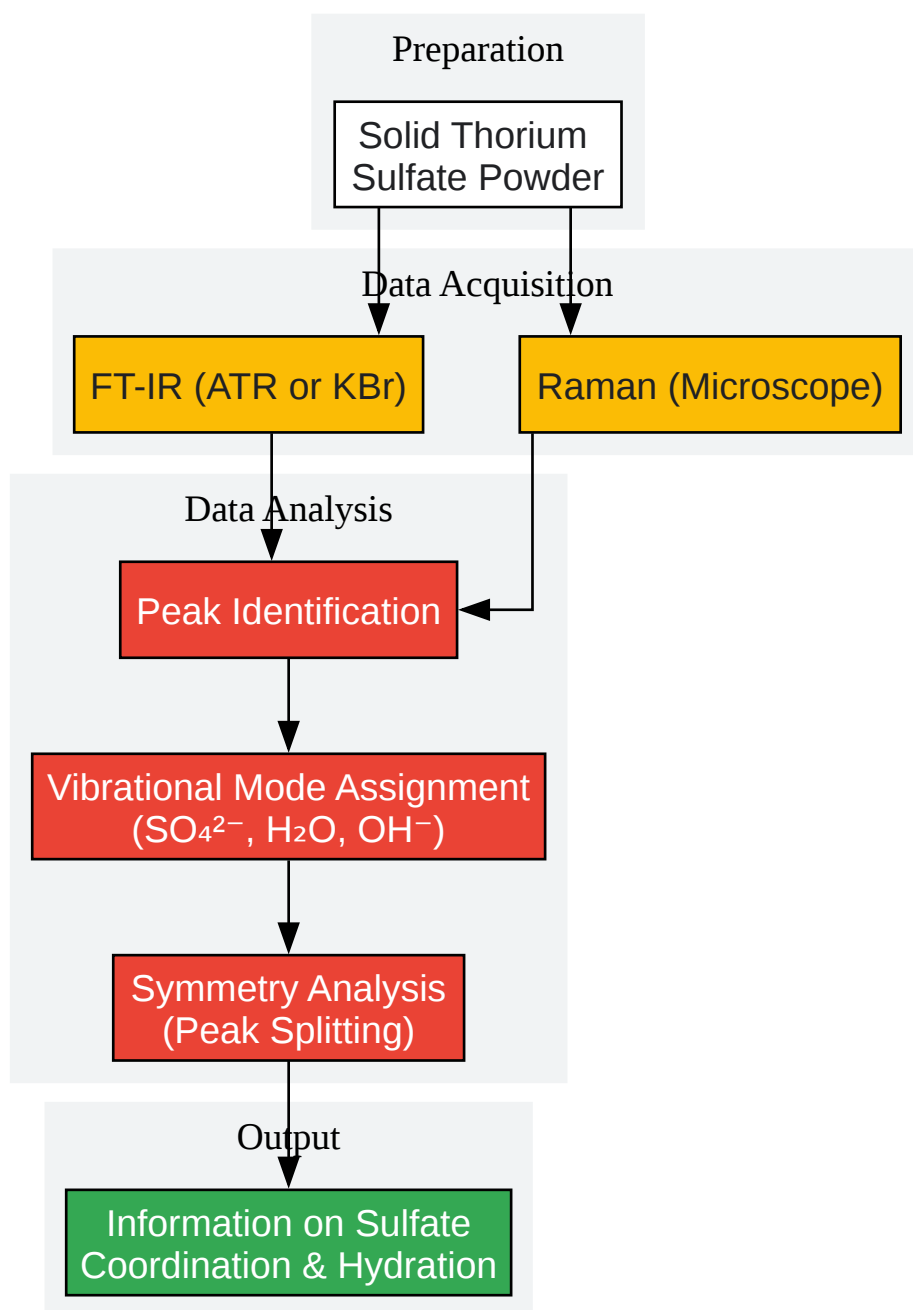 Preparation
Solid Thorium
Sulfate Powder
Data Acquisition
FT-IR (ATR or KBr)
Raman (Microscope)
Data Analysis
Peak Identification
Vibrational Mode Assignment
(SO₄²⁻, H₂O, OH⁻)
Symmetry Analysis
(Peak Splitting)
Output
Information on Sulfate
Coordination & Hydration